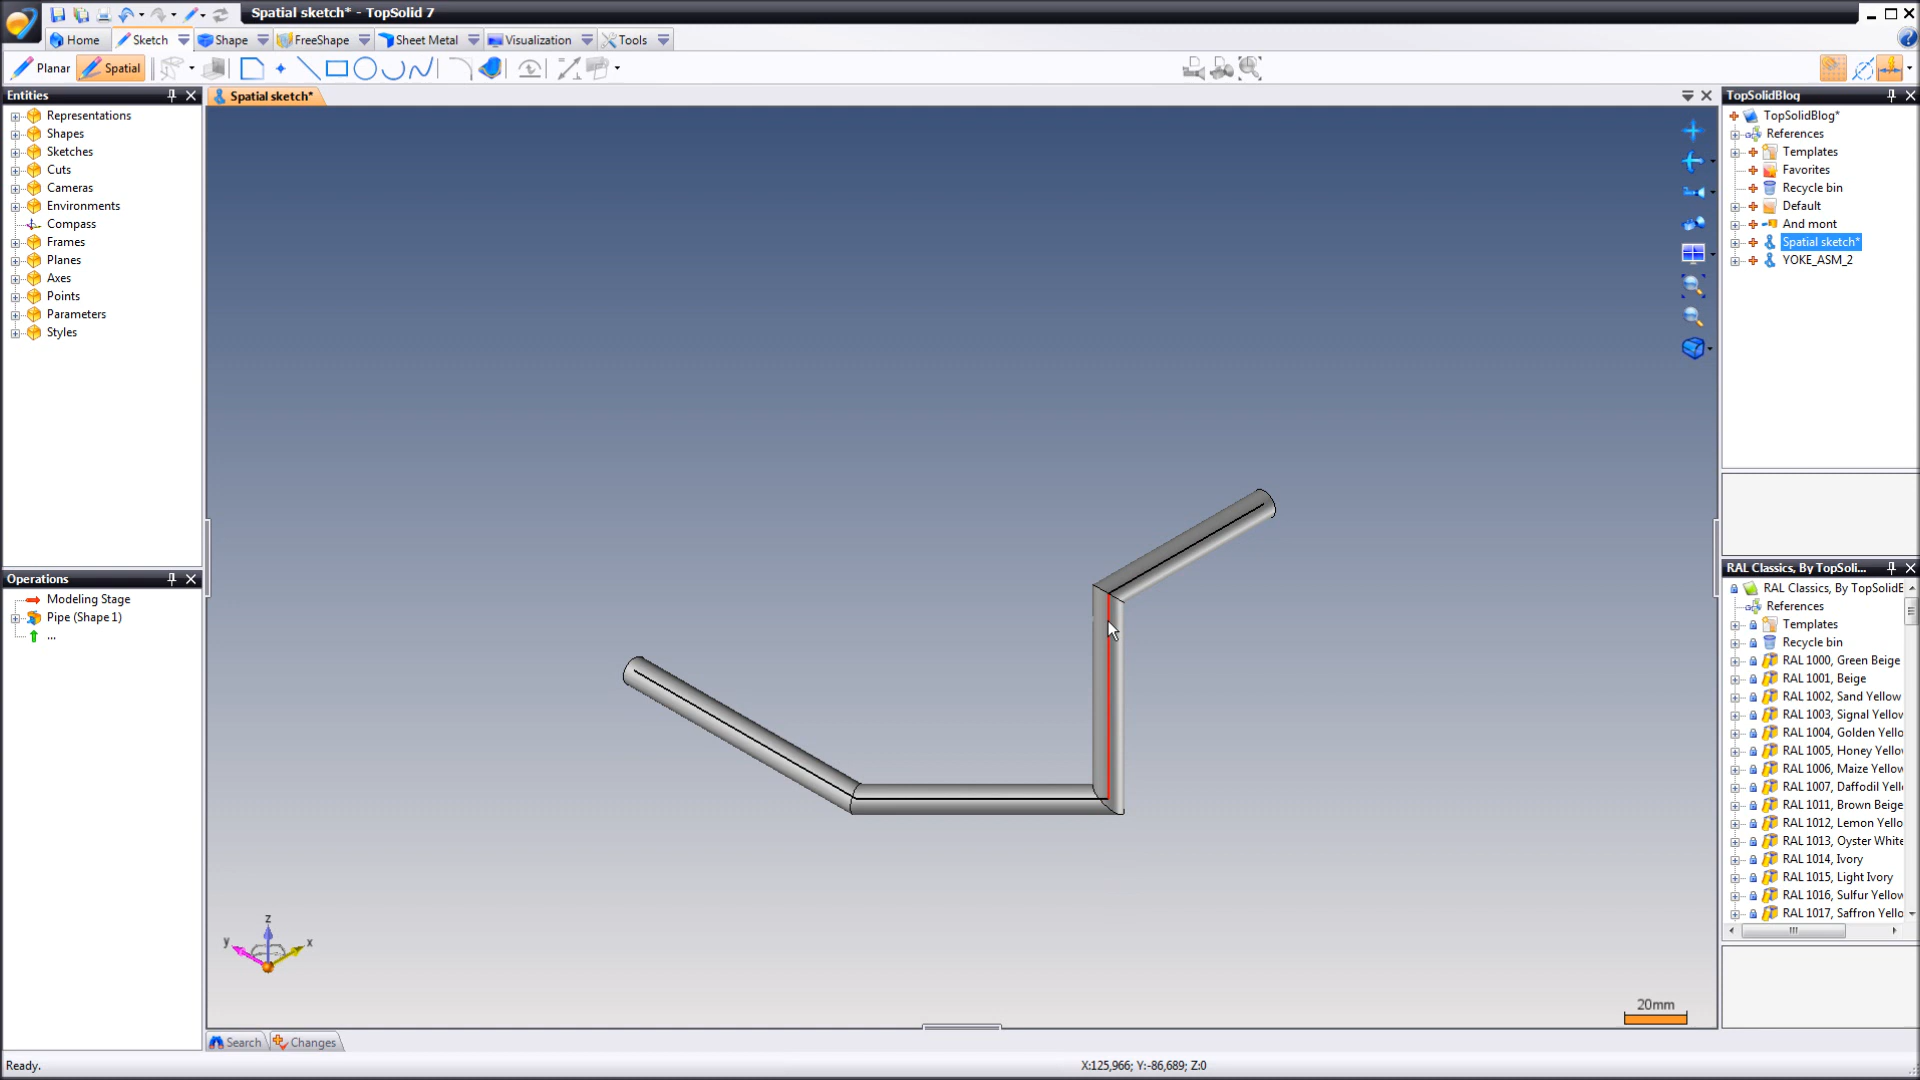 Spatial sketch* - TopSolid 7
Home
Sketch
Shape
FreeShape
Sheet Metal
Visualization
Tools
Planar
Spatial
Entities
Representations
Shapes
Sketches
Cuts
Cameras
Environments
Compass
Frames
Planes
Axes
Points
Parameters
Styles
Operations
Modeling Stage
Pipe (Shape 1)
...
Spatial sketch*
z
y
x
20mm
Search
Changes
Ready.
X:125,966; Y:-86,689; Z:0
TopSolidBlog
TopSolidBlog*
References
Templates
Favorites
Recycle bin
Default
And mont
Spatial sketch*
YOKE_ASM_2
RAL Classics, By TopSoli...
RAL Classics, By TopSolidE
References
Templates
Recycle bin
RAL 1000, Green Beige
RAL 1001, Beige
RAL 1002, Sand Yellow
RAL 1003, Signal Yellov
RAL 1004, Golden Yello
RAL 1005, Honey Yello
RAL 1006, Maize Yellov
RAL 1007, Daffodil Yell
RAL 1011, Brown Beige
RAL 1012, Lemon Yello
RAL 1013, Oyster White
RAL 1014, Ivory
RAL 1015, Light Ivory
RAL 1016, Sulfur Yellov
RAL 1017, Saffron Yello